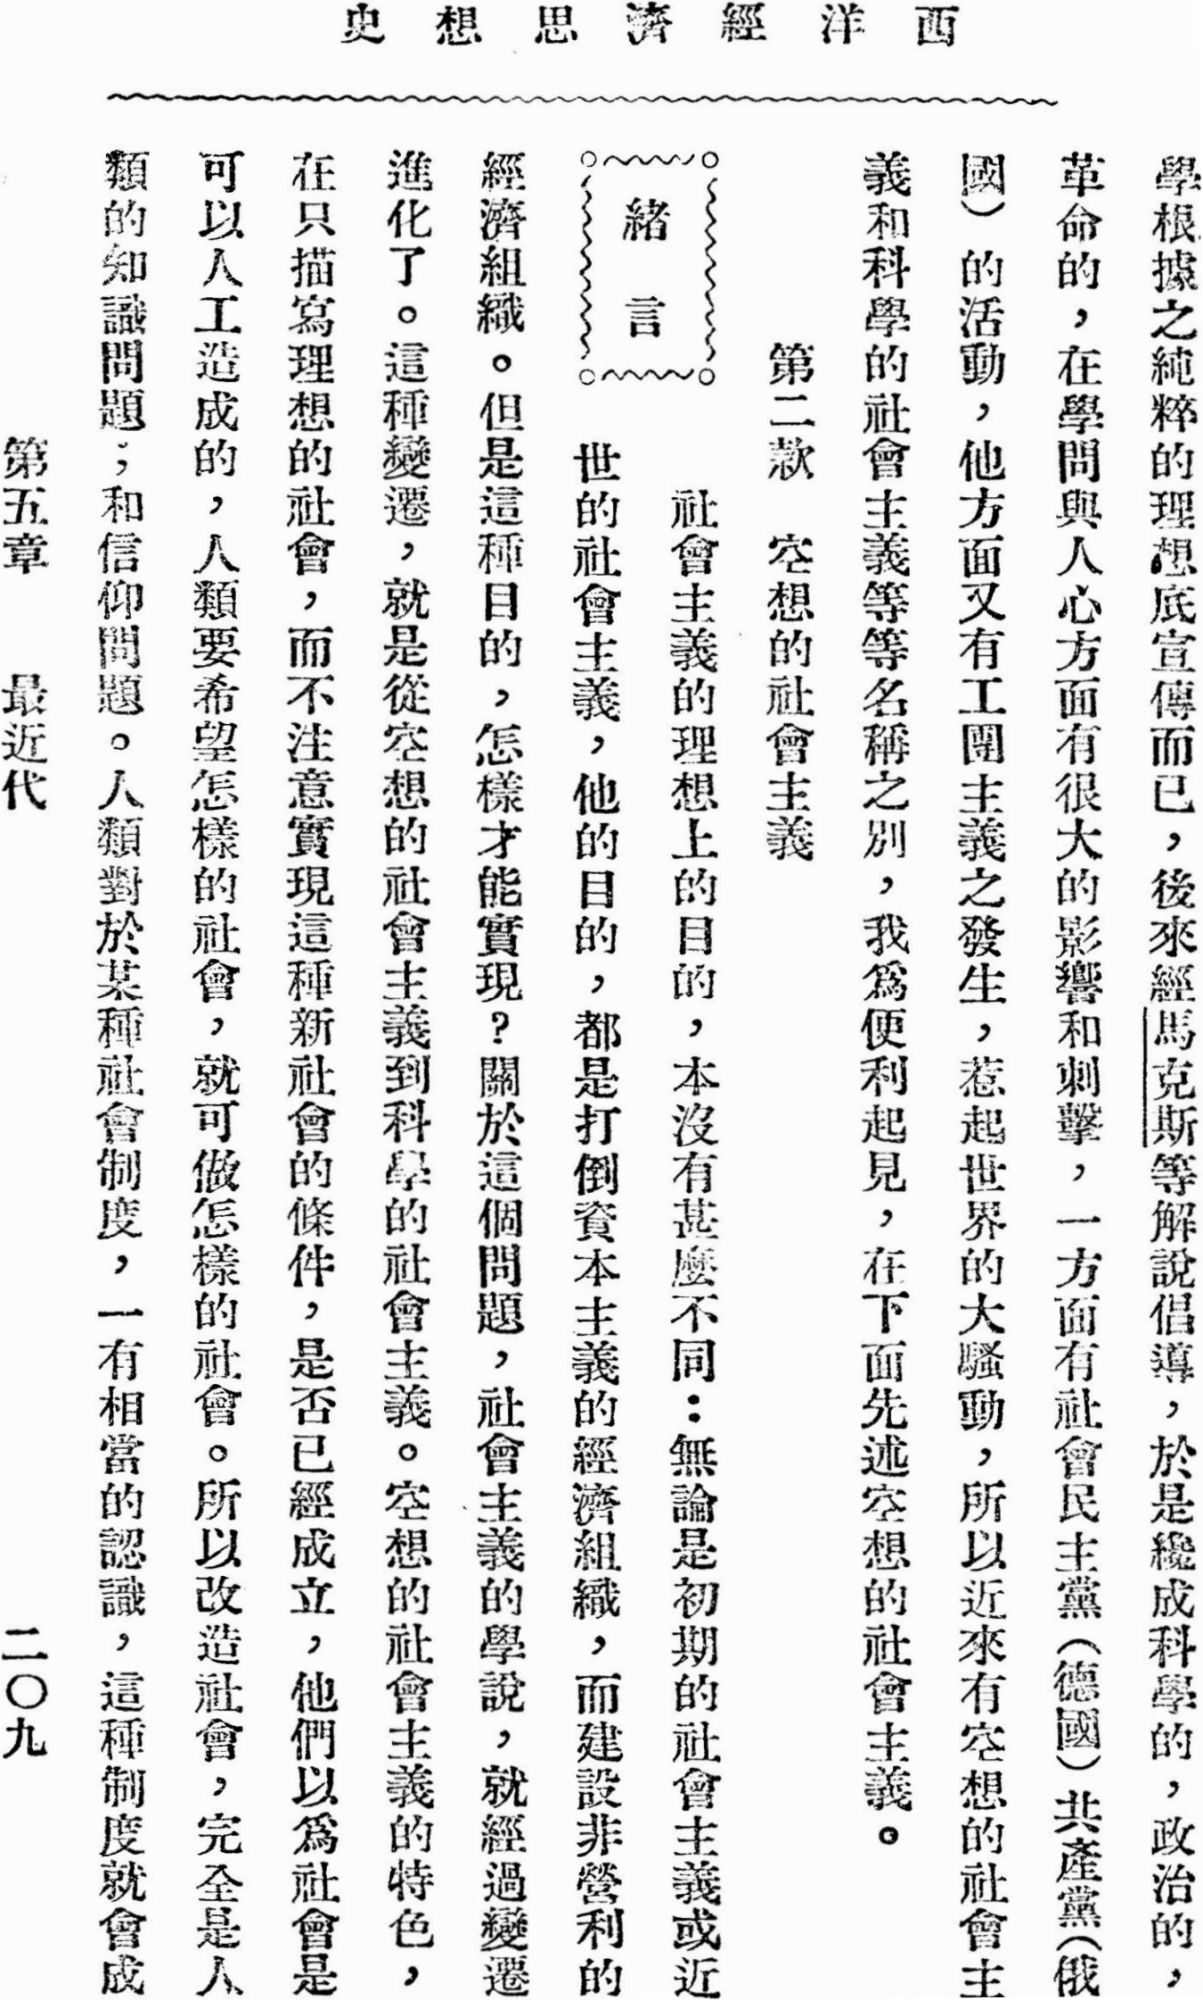 西洋經濟思想史
學根據之純粹的理想底宣傳而已，後來經馬克斯等解說倡導，於是纔成科學的，政治的，
革命的，在學問與人心方面有很大的影響和刺擊，一方面有社會民主黨（德國）共產黨（俄
國）的活動，他方面又有工團主義之發生，惹起世界的大騷動，所以近來有空想的社會主
義和科學的社會主義等等名稱之別，我爲便利起見，在下面先述空想的社會主義。
第二款　空想的社會主義
緒言
社會主義的理想上的目的，本沒有甚麼不同：無論是初期的社會主義或近
世的社會主義，他的目的，都是打倒資本主義的經濟組織，而建設非營利的
經濟組織。但是這種目的，怎樣才能實現？關於這個問題，社會主義的學說，就經過變遷
進化了。這種變遷，就是從空想的社會主義到科學的社會主義。空想的社會主義的特色，
在只描寫理想的社會，而不注意實現這種新社會的條件，是否已經成立，他們以爲社會是
可以人工造成的，人類要希望怎樣的社會，就可做怎樣的社會。所以改造社會，完全是人
類的知識問題；和信仰問題。人類對於某種社會制度，一有相當的認識，這種制度就會成
第五章　最近代　二〇九